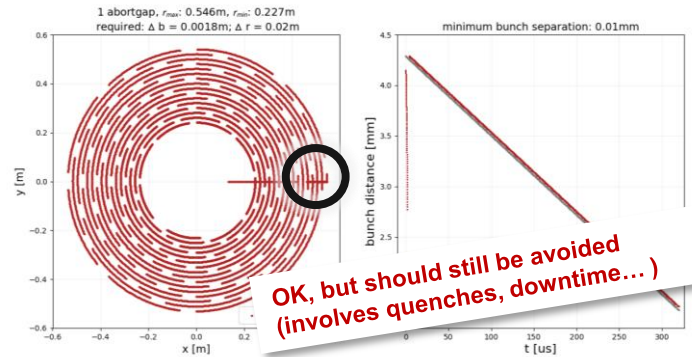 1 abortgap, r_max: 0.546m, r_min: 0.227m
required: Δ b = 0.0018m; Δ r = 0.02m
0.6
0.4
0.2
0.0
−0.2
−0.4
−0.6
y [m]
−0.6
−0.4
−0.2
0.0
0.2
x [m]
minimum bunch separation: 0.01mm
4.5
4.0
3.5
3.0
2.5
bunch distance [mm]
0
50
100
150
200
250
300
t [us]
OK, but should still be avoided
(involves quenches, downtime… )